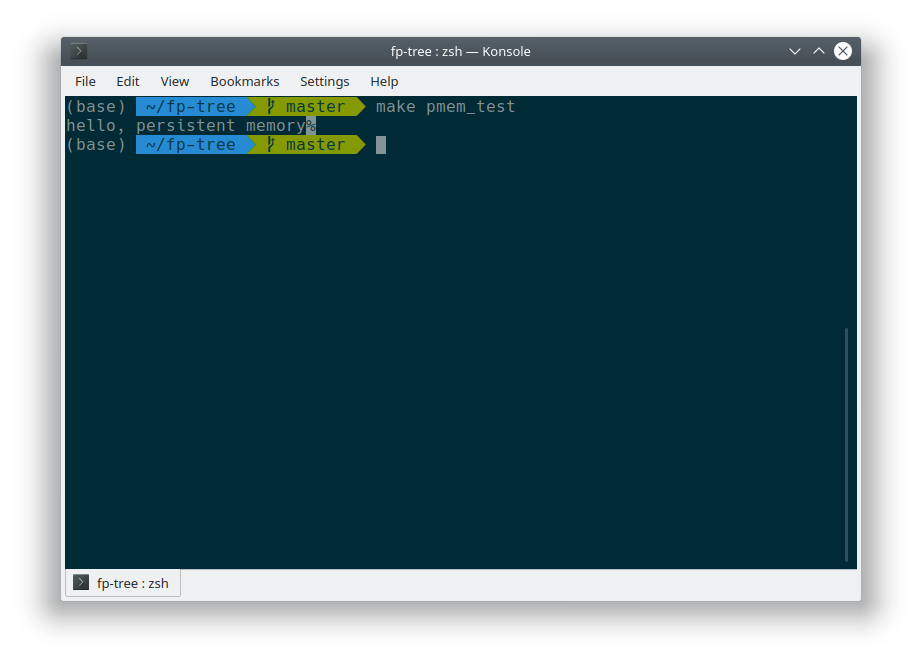 fp-tree : zsh — Konsole
File Edit View Bookmarks Settings Help
(base) ~/fp-tree master make pmem_test
hello, persistent memory%
(base) ~/fp-tree master
fp-tree : zsh